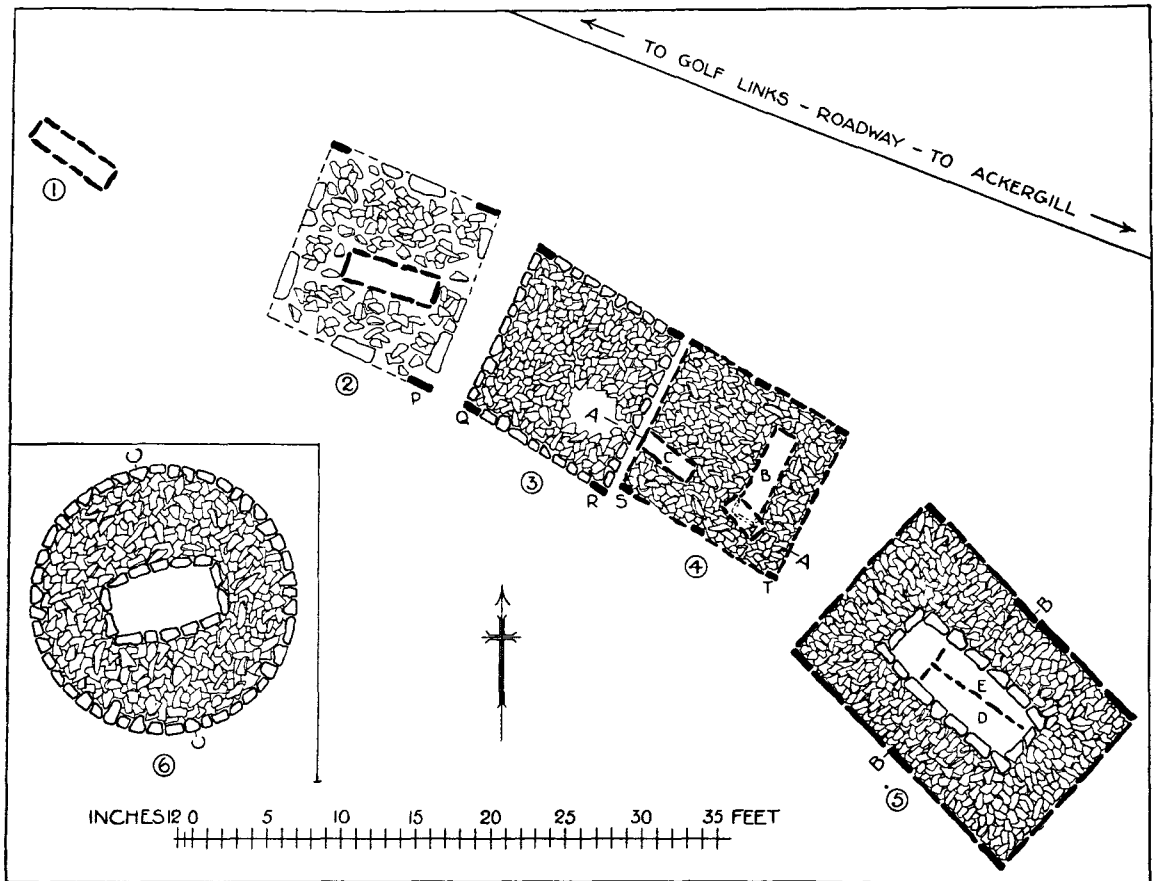 TO GOLF LINKS - ROADWAY - TO ACKERGILL
①
②
P
Q
③
A
R
S
C
B
④
A
T
B
E
D
B
⑤
C
C
⑥
INCHES 12 0 5 10 15 20 25 30 35 FEET